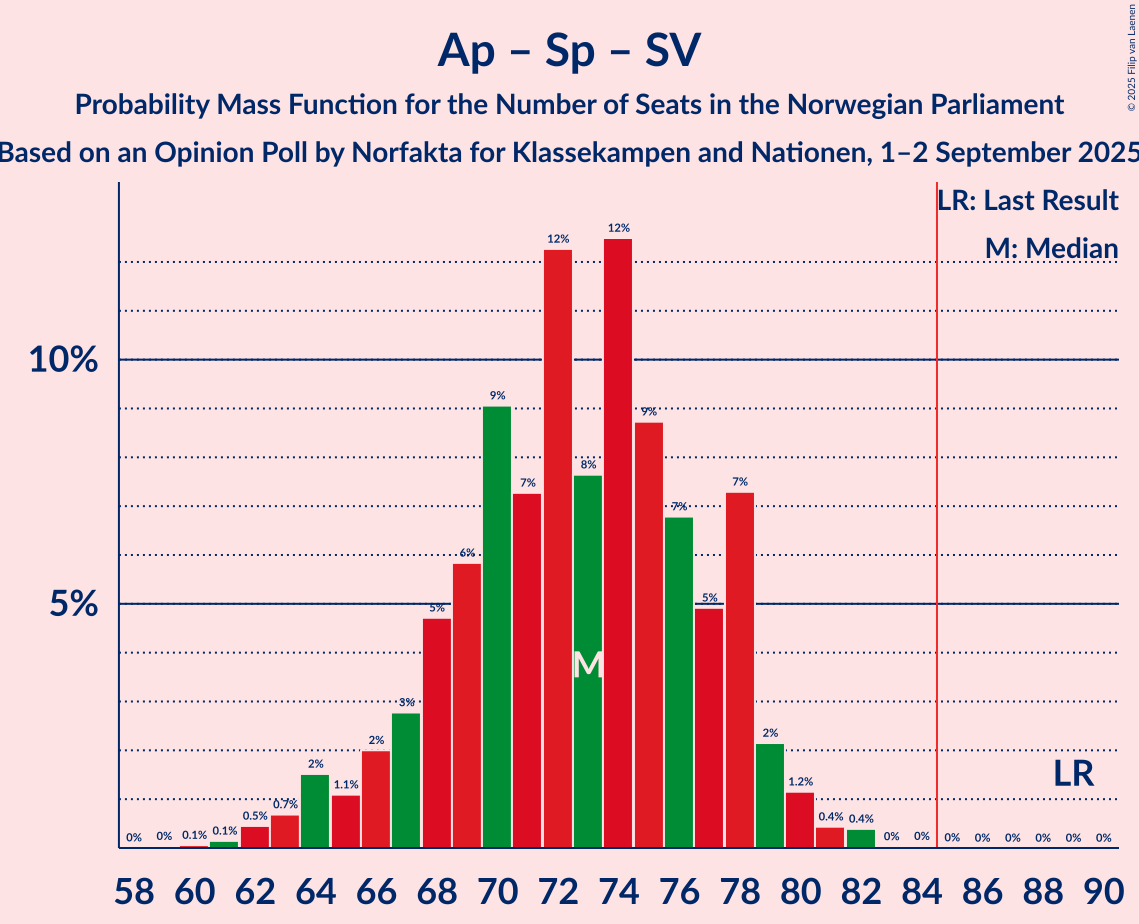 Ap – Sp – SV
Probability Mass Function for the Number of Seats in the Norwegian Parliament
Based on an Opinion Poll by Norfakta for Klassekampen and Nationen, 1–2 September 2025
© 2025 Filip van Laenen
LR: Last Result
M: Median
10%
5%
0% 0% 0.1% 0.1% 0.5% 0.7% 2% 1.1% 2% 3% 5% 6% 9% 7% 12% 8% 12% 9% 7% 5% 7% 2% 1.2% 0.4% 0.4% 0% 0% 0% 0% 0% 0% 0% 0%
M
LR
58 60 62 64 66 68 70 72 74 76 78 80 82 84 86 88 90